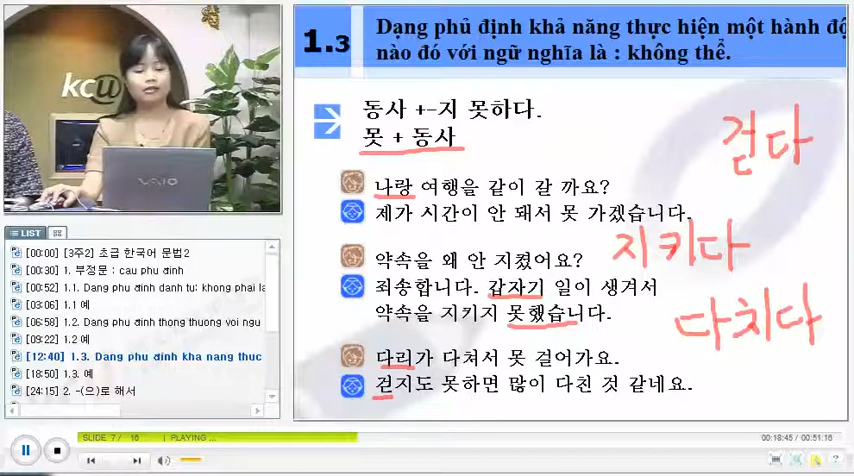 kcu
VAIO
1.3 Dạng phủ định khả năng thực hiện một hành độ
nào đó với ngữ nghĩa là : không thể.
동사 +-지 못하다.
못 + 동사
걷다
나랑 여행을 같이 갈 까요?
제가 시간이 안 돼서 못 가겠습니다.
약속을 왜 안 지켰어요?
지키다
죄송합니다. 갑자기 일이 생겨서
약속을 지키지 못했습니다.
다치다
다리가 다쳐서 못 걸어가요.
걷지도 못하면 많이 다친 것 같네요.
LIST
[00:00] [3주2] 초급 한국어 문법2
[00:30] 1. 부정문 : cau phu dinh
[00:52] 1.1. Dang phu dinh danh tu: khong phai la
[03:06] 1.1 예
[06:58] 1.2. Dang phu dinh thong thuong voi ngu
[09:22] 1.2 예
[12:40] 1.3. Dang phu dinh kha nang thuc
[18:50] 1.3. 예
[24:15] 2. -(으)로 해서
SLIDE 7 / 16 PLAYING ...
00:18:45 / 00:51:16